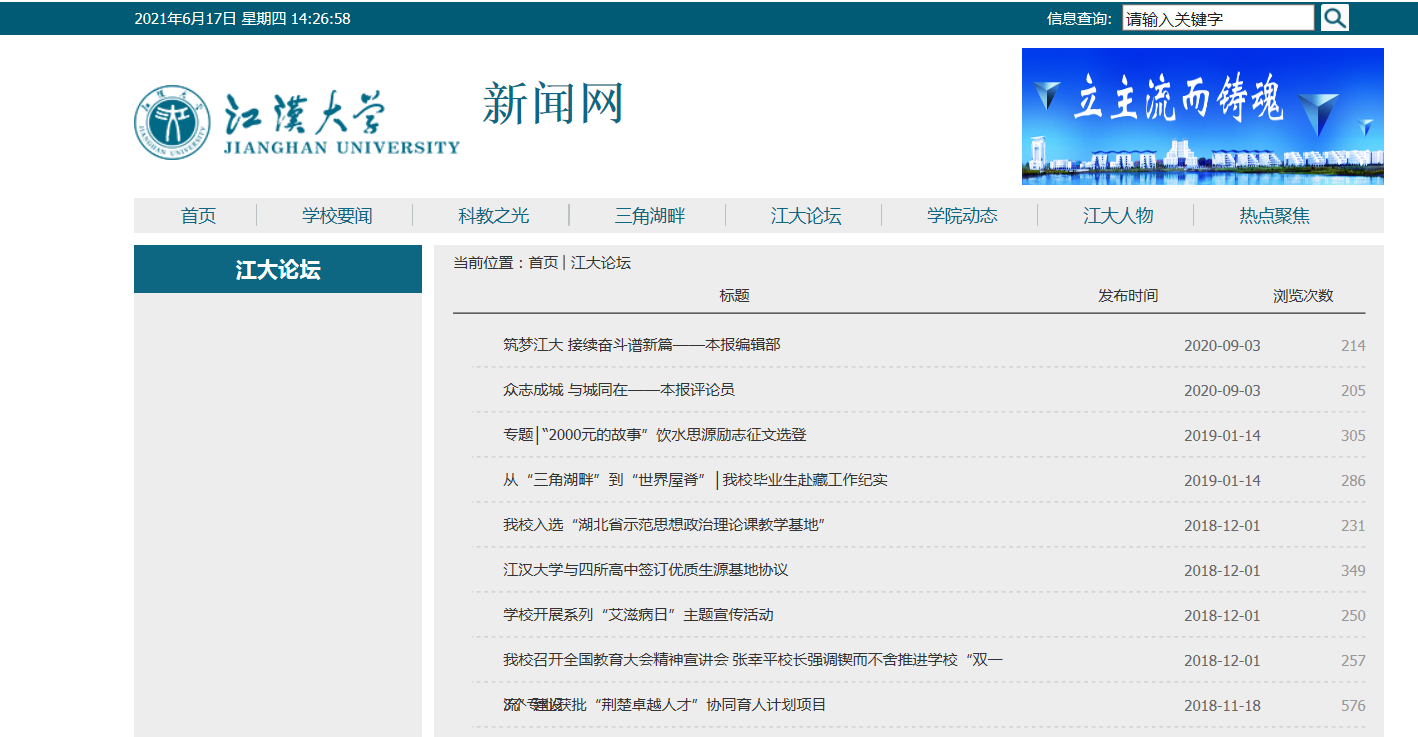 2021年6月17日 星期四 14:26:58 信息查询: 请输入关键字
江漢大学 新闻网
JIANGHAN UNIVERSITY
立主流而铸魂
首页 学校要闻 科教之光 三角湖畔 江大论坛 学院动态 江大人物 热点聚焦
江大论坛
当前位置：首页 | 江大论坛
标题 发布时间 浏览次数
筑梦江大 接续奋斗谱新篇——本报编辑部 2020-09-03 214
众志成城 与城同在——本报评论员 2020-09-03 205
专题│“2000元的故事”饮水思源励志征文选登 2019-01-14 305
从“三角湖畔”到“世界屋脊”│我校毕业生赴藏工作纪实 2019-01-14 286
我校入选“湖北省示范思想政治理论课教学基地” 2018-12-01 231
江汉大学与四所高中签订优质生源基地协议 2018-12-01 349
学校开展系列“艾滋病日”主题宣传活动 2018-12-01 250
我校召开全国教育大会精神宣讲会 张幸平校长强调锲而不舍推进学校“双一 2018-12-01 257
获批“荆楚卓越人才”协同育人计划项目 2018-11-18 576